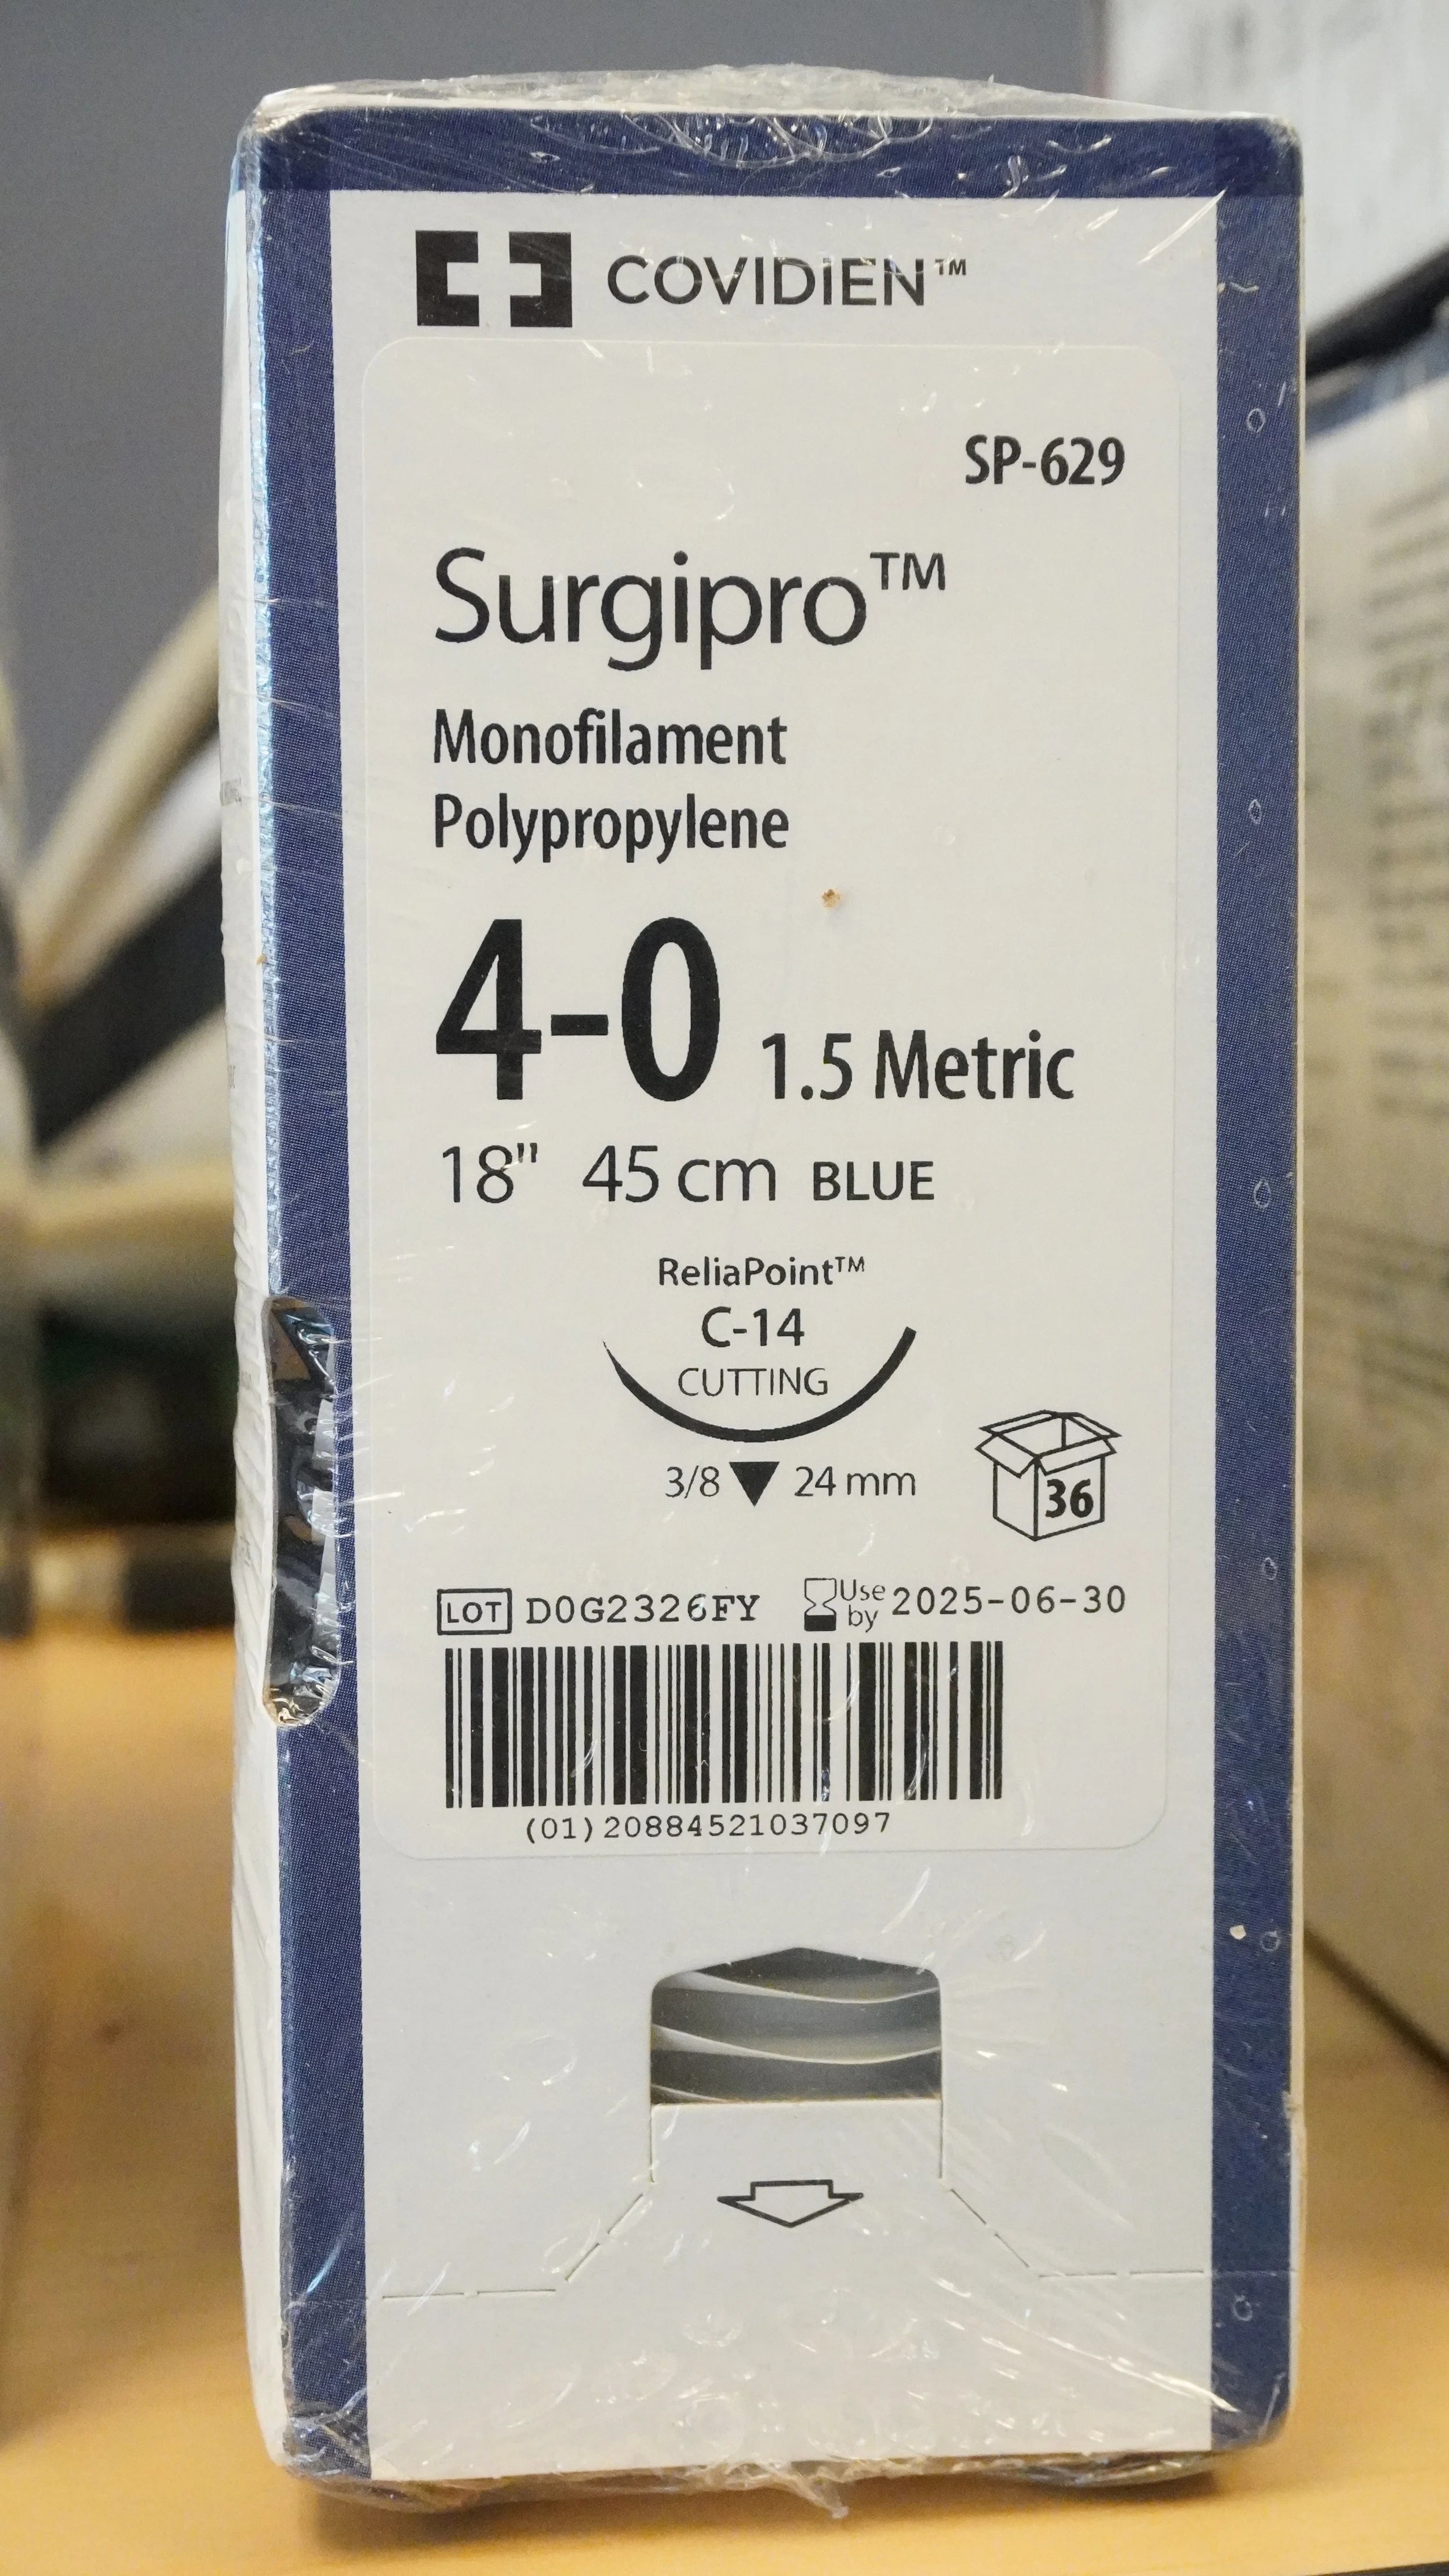 COVIDIEN™
SP-629
Surgipro™
Monofilament
Polypropylene
4-0 1.5 Metric
18" 45 cm BLUE
ReliaPoint™
C-14
CUTTING
3/8 24 mm
36
LOT D0G2326FY Use by 2025-06-30
(01)20884521037097